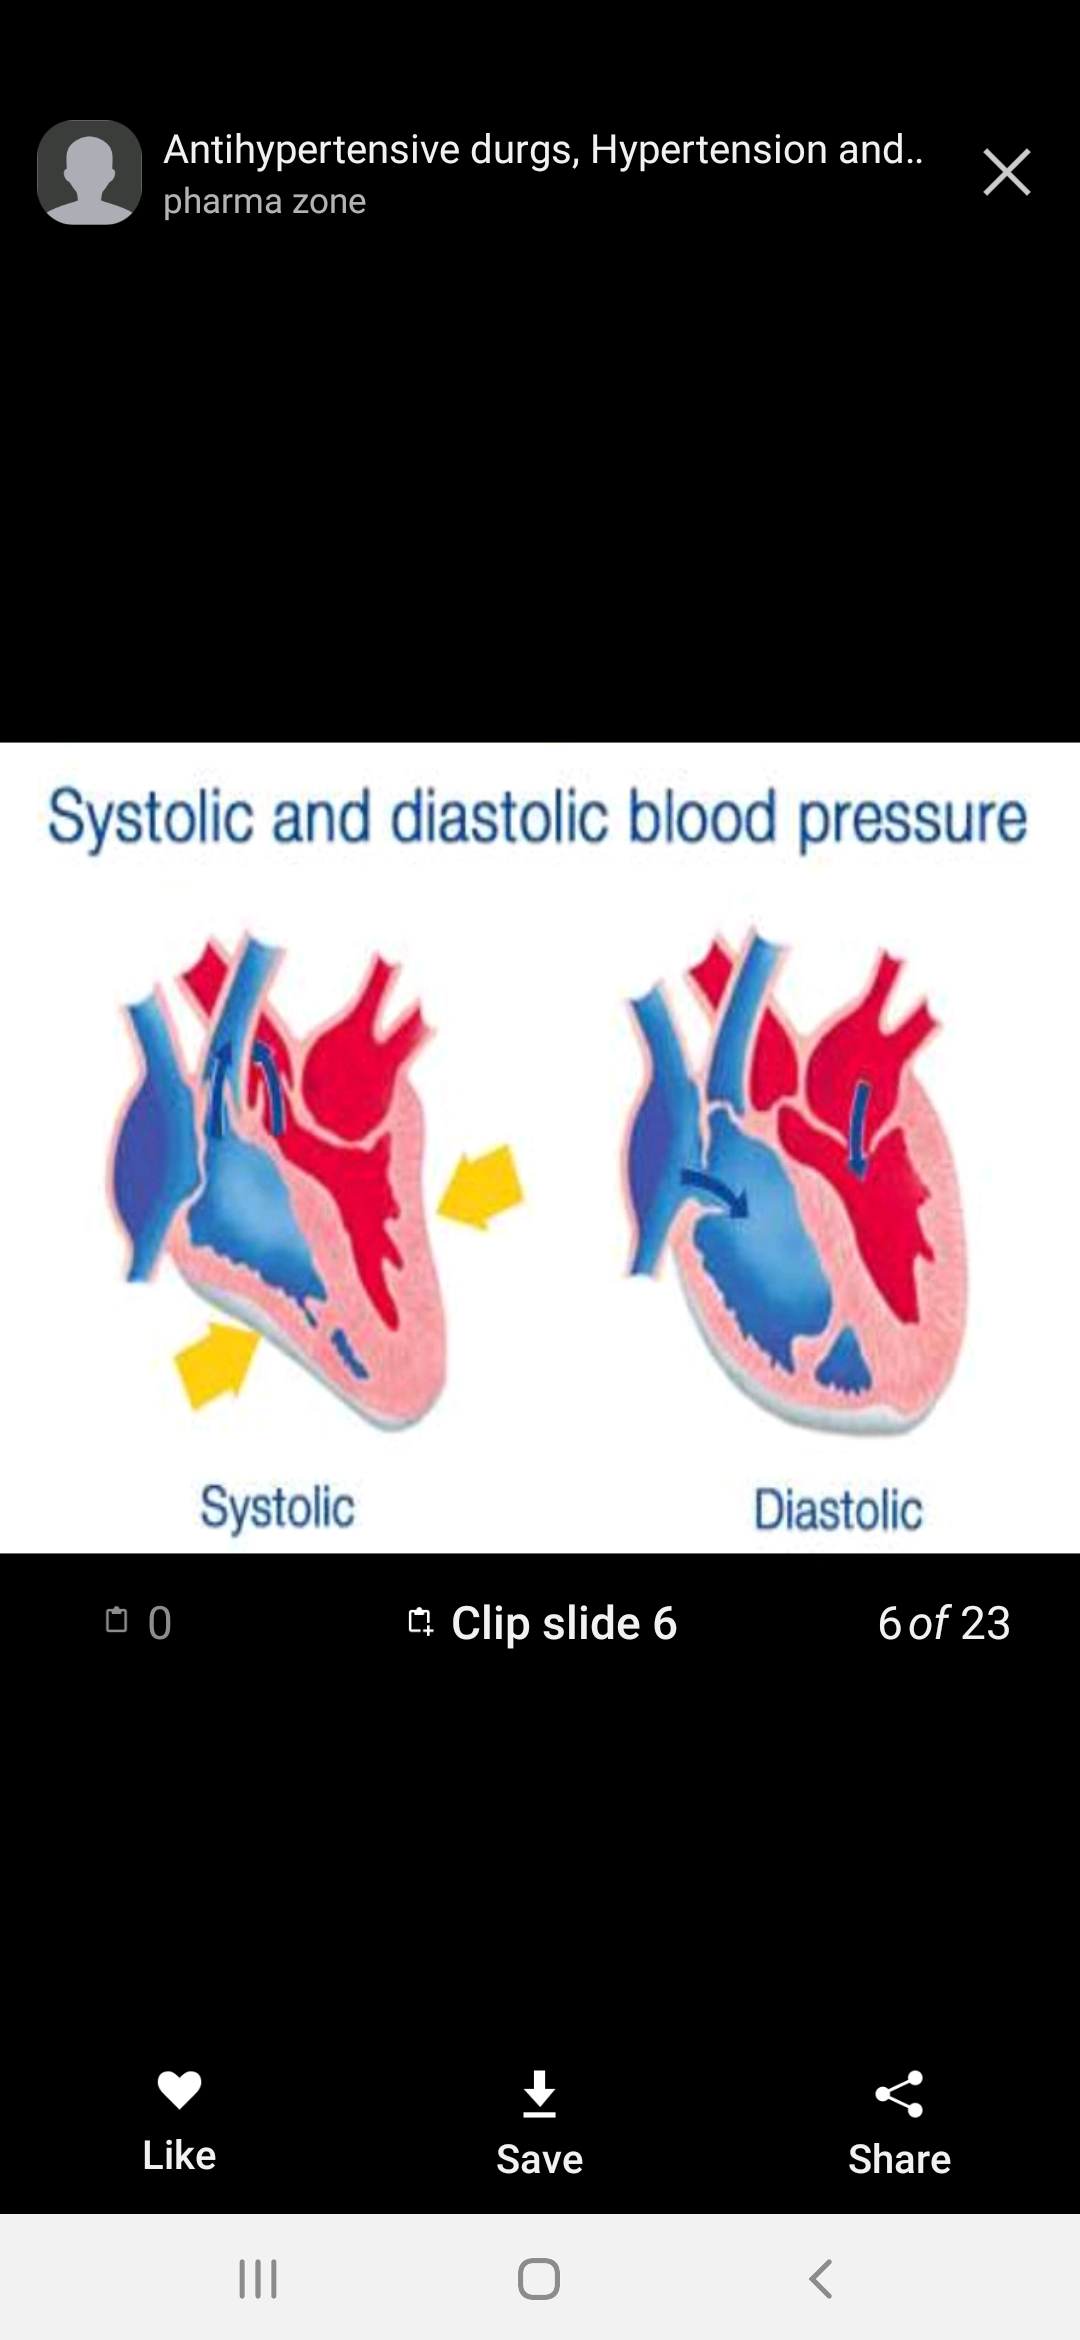 Antihypertensive durgs, Hypertension and..
pharma zone
Systolic and diastolic blood pressure
Systolic
Diastolic
0
Clip slide 6
6 of 23
Like
Save
Share